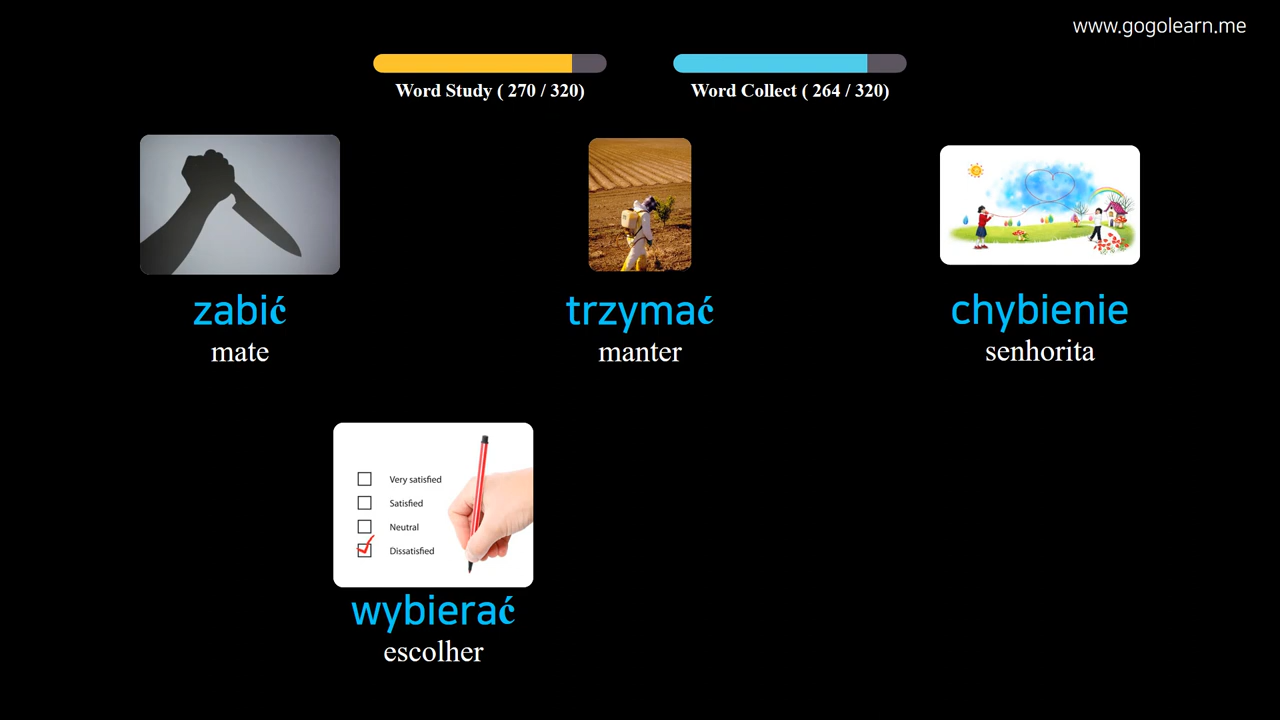 www.gogolearn.me
Word Study ( 270 / 320)
Word Collect ( 264 / 320)
zabić
mate
trzymać
manter
chybienie
senhorita
Very satisfied
Satisfied
Neutral
Dissatisfied
wybierać
escolher